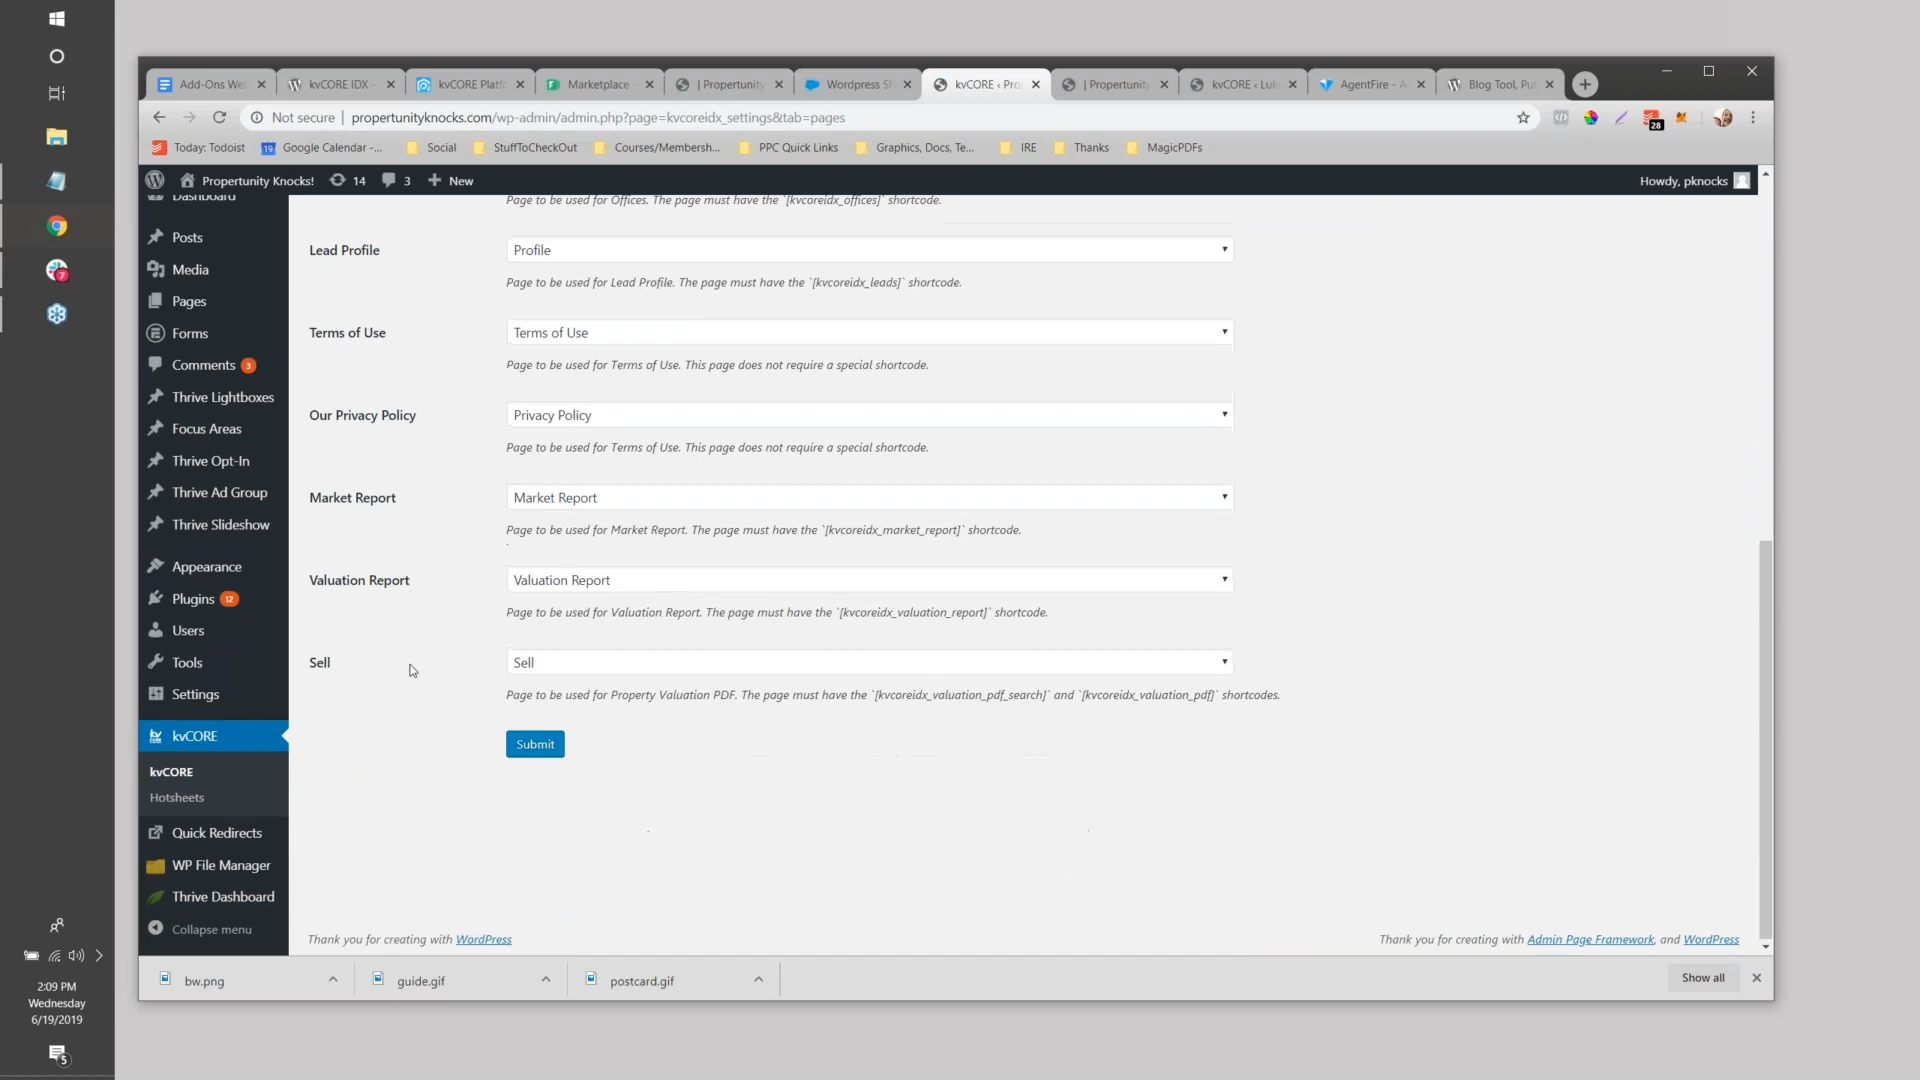 Add-Ons Web
kvCORE IDX -
kvCORE Platf
Marketplace -
| Propertunity
Wordpress Sh
kvCORE ‹ Pro
| Propertunity
kvCORE ‹ Luk
AgentFire - A
Blog Tool, Pu
Not secure | propertunityknocks.com/wp-admin/admin.php?page=kvcoreidx_settings&tab=pages
28
Today: Todoist
19 Google Calendar -...
Social
StuffToCheckOut
Courses/Membersh...
PPC Quick Links
Graphics, Docs, Te...
IRE
Thanks
MagicPDFs
Propertunity Knocks!
14
3
New
Howdy, pknocks
Dashboard
Posts
Media
Pages
Forms
Comments 3
Thrive Lightboxes
Focus Areas
Thrive Opt-In
Thrive Ad Group
Thrive Slideshow
Appearance
Plugins 12
Users
Tools
Settings
kvCORE
kvCORE
Hotsheets
Quick Redirects
WP File Manager
Thrive Dashboard
Collapse menu
Page to be used for Offices. The page must have the `[kvcoreidx_offices]` shortcode.
Lead Profile
Profile
Page to be used for Lead Profile. The page must have the `[kvcoreidx_leads]` shortcode.
Terms of Use
Terms of Use
Page to be used for Terms of Use. This page does not require a special shortcode.
Our Privacy Policy
Privacy Policy
Page to be used for Terms of Use. This page does not require a special shortcode.
Market Report
Market Report
Page to be used for Market Report. The page must have the `[kvcoreidx_market_report]` shortcode.
Valuation Report
Valuation Report
Page to be used for Valuation Report. The page must have the `[kvcoreidx_valuation_report]` shortcode.
Sell
Sell
Page to be used for Property Valuation PDF. The page must have the `[kvcoreidx_valuation_pdf_search]` and `[kvcoreidx_valuation_pdf]` shortcodes.
Submit
Thank you for creating with WordPress
Thank you for creating with Admin Page Framework, and WordPress
bw.png
guide.gif
postcard.gif
Show all
7
2:09 PM
Wednesday
6/19/2019
5